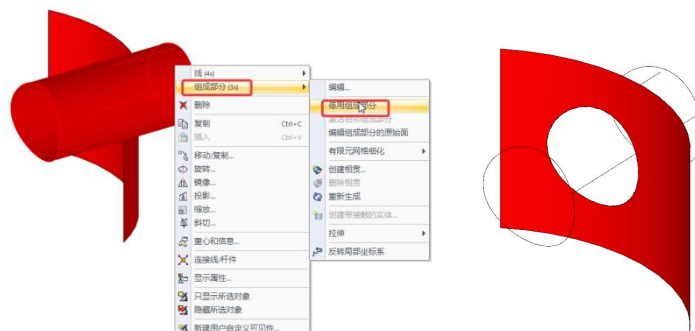 线 (4x)
组成部分 (3x)
删除
复制 Ctrl+C
插入 Ctrl+V
移动/复制...
旋转...
镜像...
投影...
缩放...
斜切...
重心和信息...
连接线/杆件
显示属性...
只显示所选对象
隐藏所选对象
新建用户自定义可见性...
编辑...
停用组成部分
编辑组成部分的原始面
有限元网格细化
创建相贯...
删除相贯
重新生成
创建带接触的实体...
拉伸
反转局部坐标系